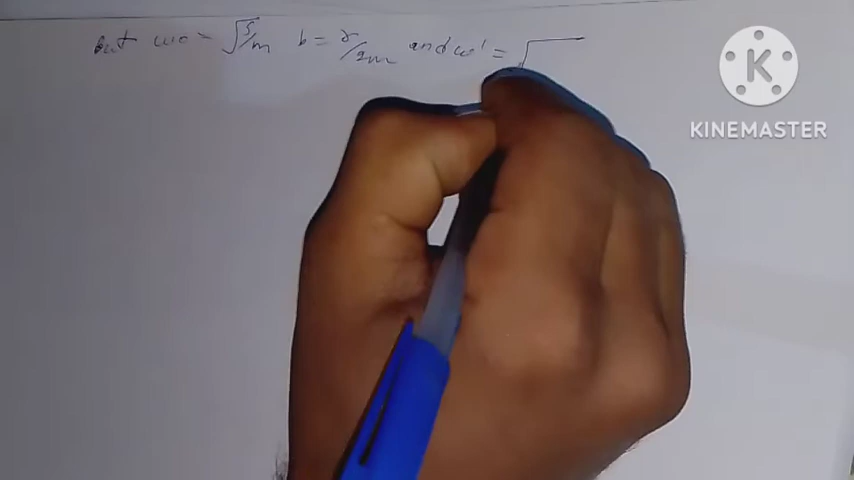 but ω₀ = √s/m b = r/2m and ω' = √
K
KINEMASTER